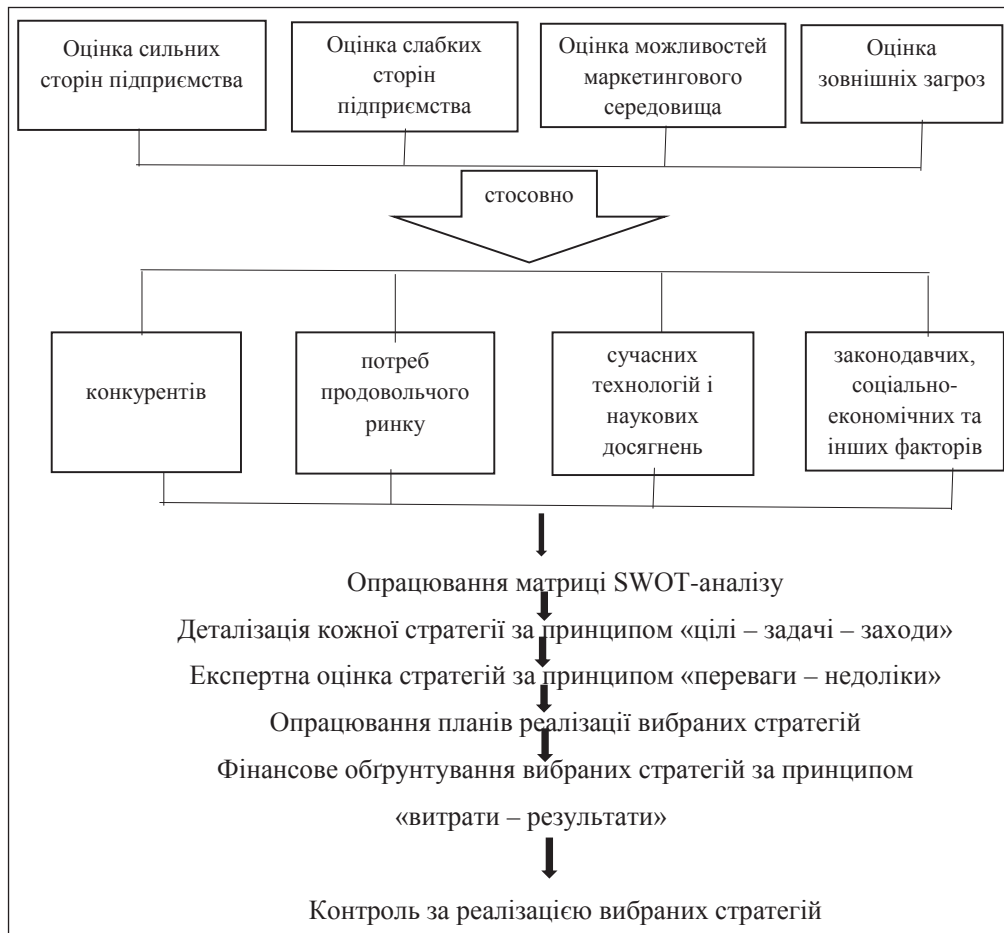 Оцінка сильних
сторін підприємства
Оцінка слабких
сторін
підприємства
Оцінка можливостей
маркетингового
середовища
Оцінка
зовнішніх загроз
стосовно
конкурентів
потреб
продовольчого
ринку
сучасних
технологій і
наукових
досягнень
законодавчих,
соціально-
економічних та
інших факторів
Опрацювання матриці SWOT-аналізу
Деталізація кожної стратегії за принципом «цілі – задачі – заходи»
Експертна оцінка стратегій за принципом «переваги – недоліки»
Опрацювання планів реалізації вибраних стратегій
Фінансове обґрунтування вибраних стратегій за принципом
«витрати – результати»
Контроль за реалізацією вибраних стратегій